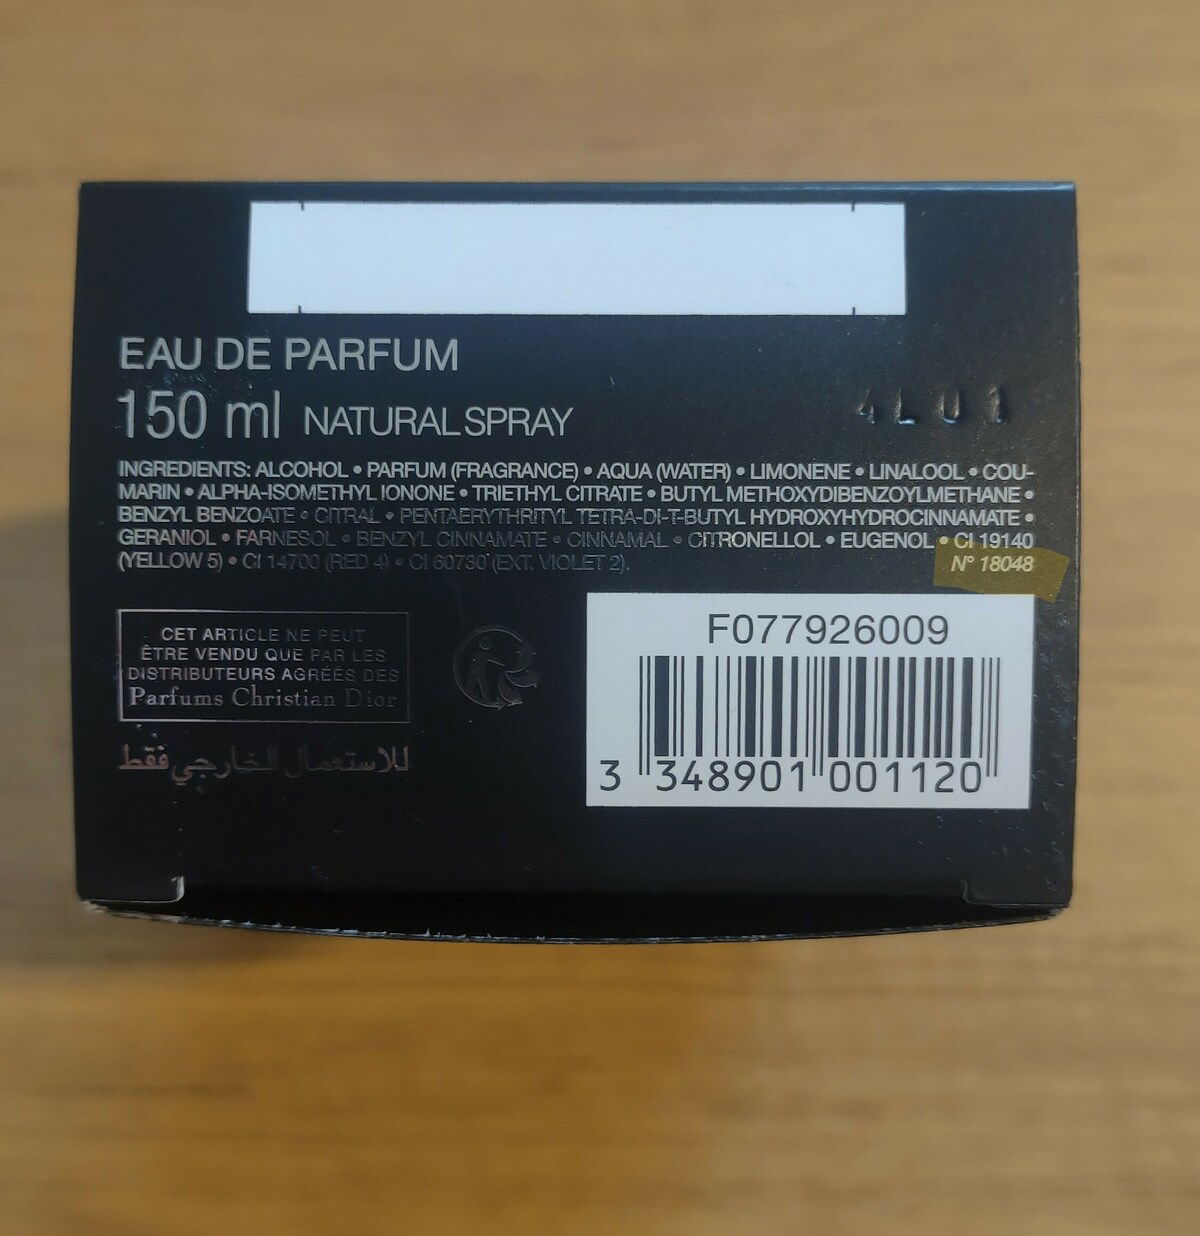 EAU DE PARFUM
150 ml NATURAL SPRAY
4L01
INGREDIENTS: ALCOHOL • PARFUM (FRAGRANCE) • AQUA (WATER) • LIMONENE • LINALOOL • COU-
MARIN • ALPHA-ISOMETHYL IONONE • TRIETHYL CITRATE • BUTYL METHOXYDIBENZOYLMETHANE •
BENZYL BENZOATE • CITRAL • PENTAERYTHRITYL TETRA-DI-T-BUTYL HYDROXYHYDROCINNAMATE •
GERANIOL • FARNESOL • BENZYL CINNAMATE • CINNAMAL • CITRONELLOL • EUGENOL • CI 19140
(YELLOW 5) • CI 14700 (RED 4) • CI 60730 (EXT. VIOLET 2).
N° 18048
CET ARTICLE NE PEUT
ÊTRE VENDU QUE PAR LES
DISTRIBUTEURS AGRÉÉS DES
Parfums Christian Dior
للاستعمال الخارجي فقط
F077926009
3 348901 001120